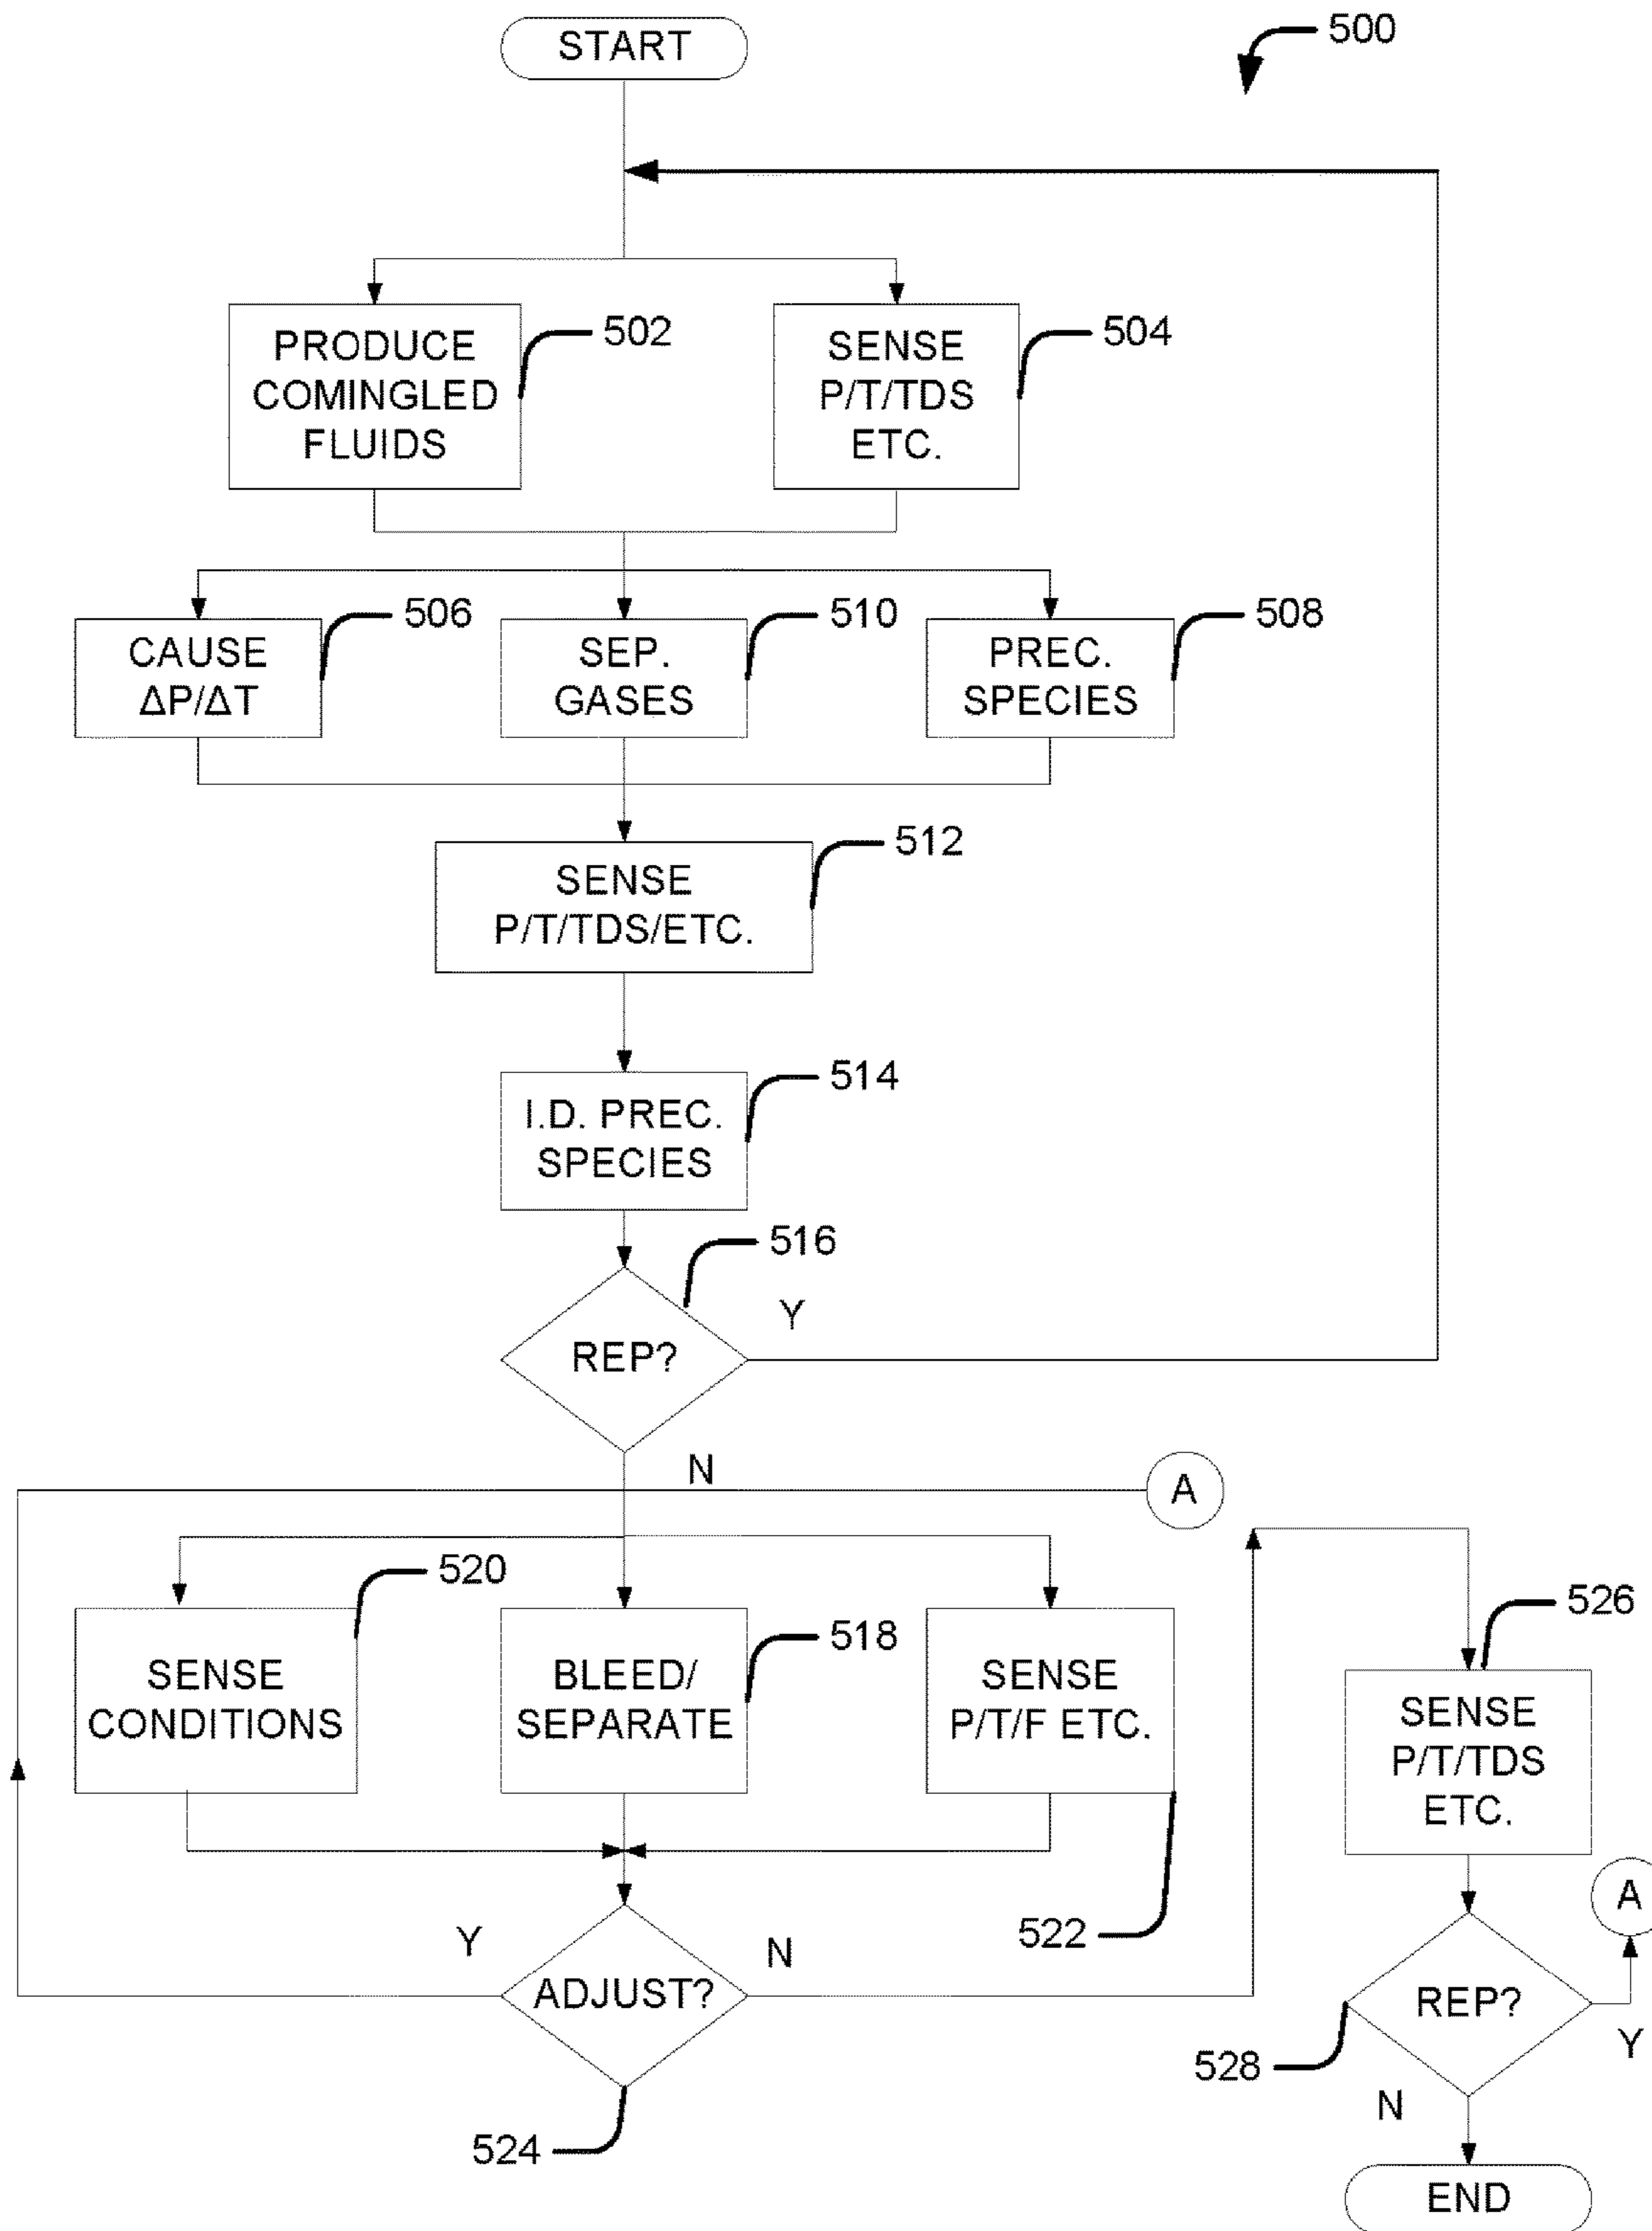 START
500
PRODUCE
COMINGLED
FLUIDS
502
SENSE
P/T/TDS
ETC.
504
CAUSE
ΔP/ΔT
506
SEP.
GASES
510
PREC.
SPECIES
508
SENSE
P/T/TDS/ETC.
512
I.D. PREC.
SPECIES
514
516
REP?
Y
N
A
SENSE
CONDITIONS
520
BLEED/
SEPARATE
518
SENSE
P/T/F ETC.
522
Y
ADJUST?
N
524
526
SENSE
P/T/TDS
ETC.
A
REP?
Y
528
N
END